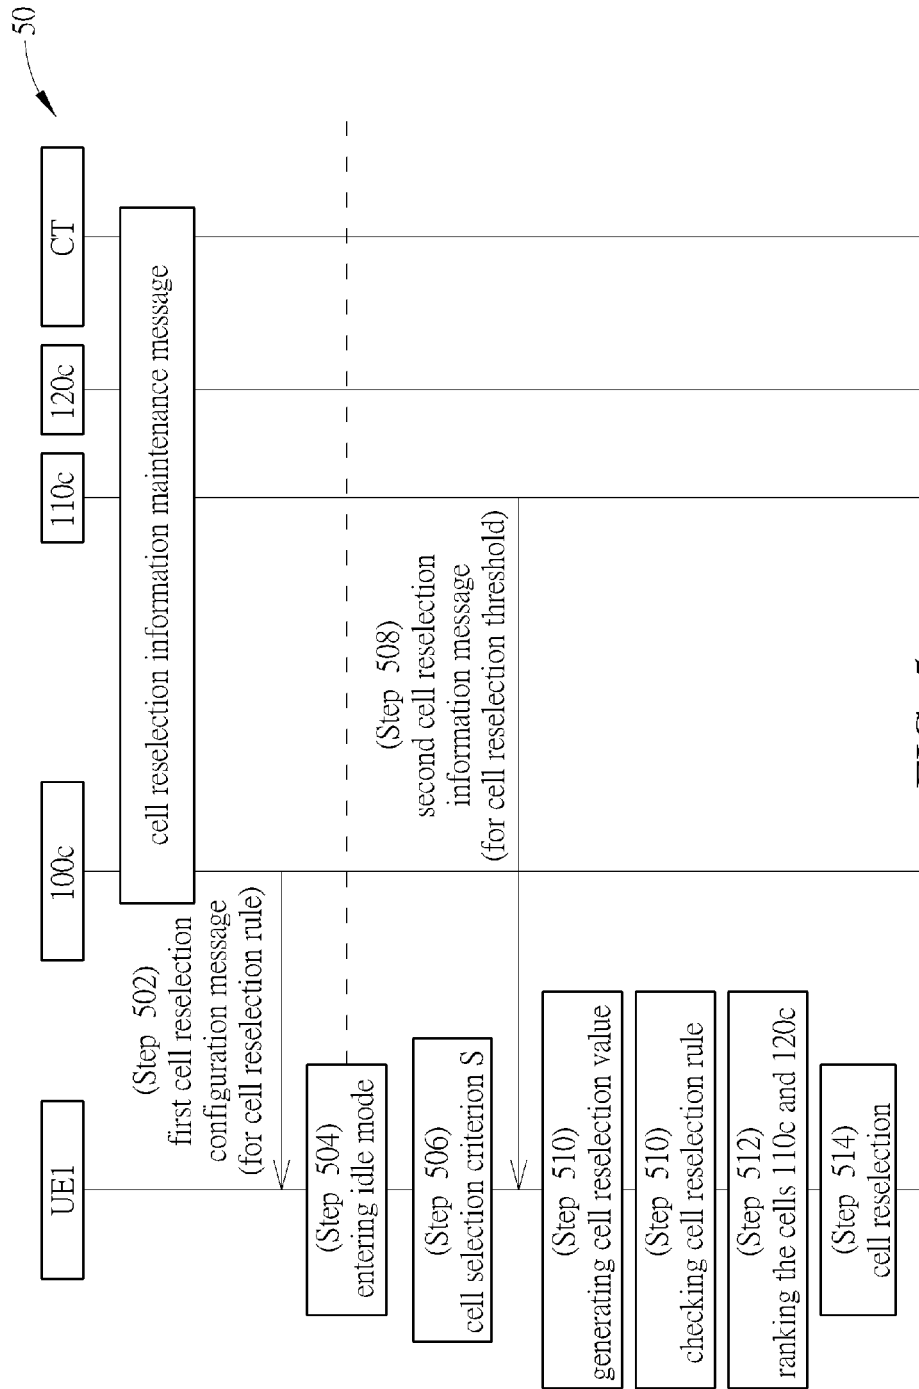 50
UE1
100c
110c
120c
CT
cell reselection information maintenance message
(Step 502)
first cell reselection
configuration message
(for cell reselection rule)
(Step 504)
entering idle mode
(Step 506)
cell selection criterion S
(Step 508)
second cell reselection
information message
(for cell reselection threshold)
(Step 510)
generating cell reselection value
(Step 510)
checking cell reselection rule
(Step 512)
ranking the cells 110c and 120c
(Step 514)
cell reselection